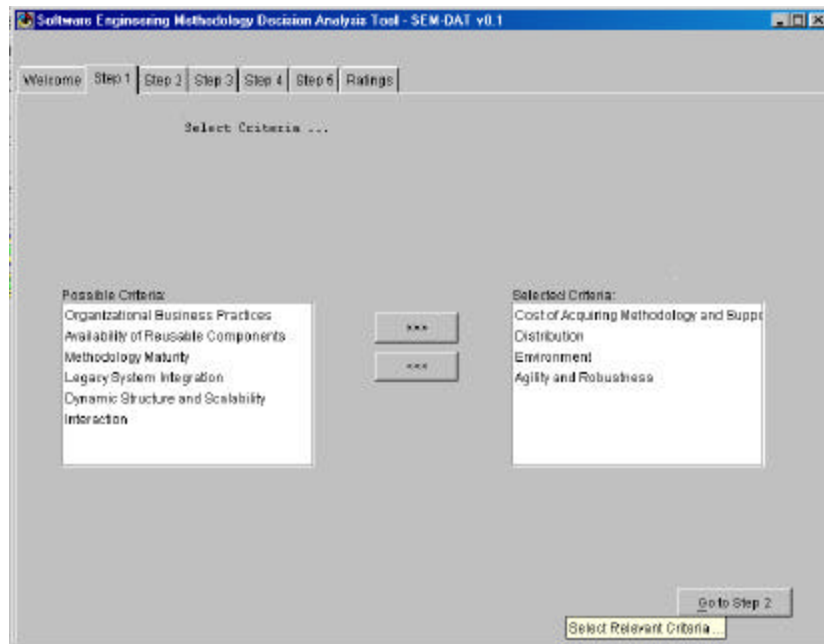 Software Engineering Methodology Decision Analysis Tool - SEM-DAT v0.1
Welcome Step 1 Step 2 Step 3 Step 4 Step 6 Ratings
Select Criteria ...
Possible Criteria:
Organizational Business Practices
Availability of Reusable Components
Methodology Maturity
Legacy System Integration
Dynamic Structure and Scalability
Interaction
>>>
<<<
Selected Criteria:
Cost of Acquiring Methodology and Suppo
Distribution
Environment
Agility and Robustness
Go to Step 2
Select Relevant Criteria ...